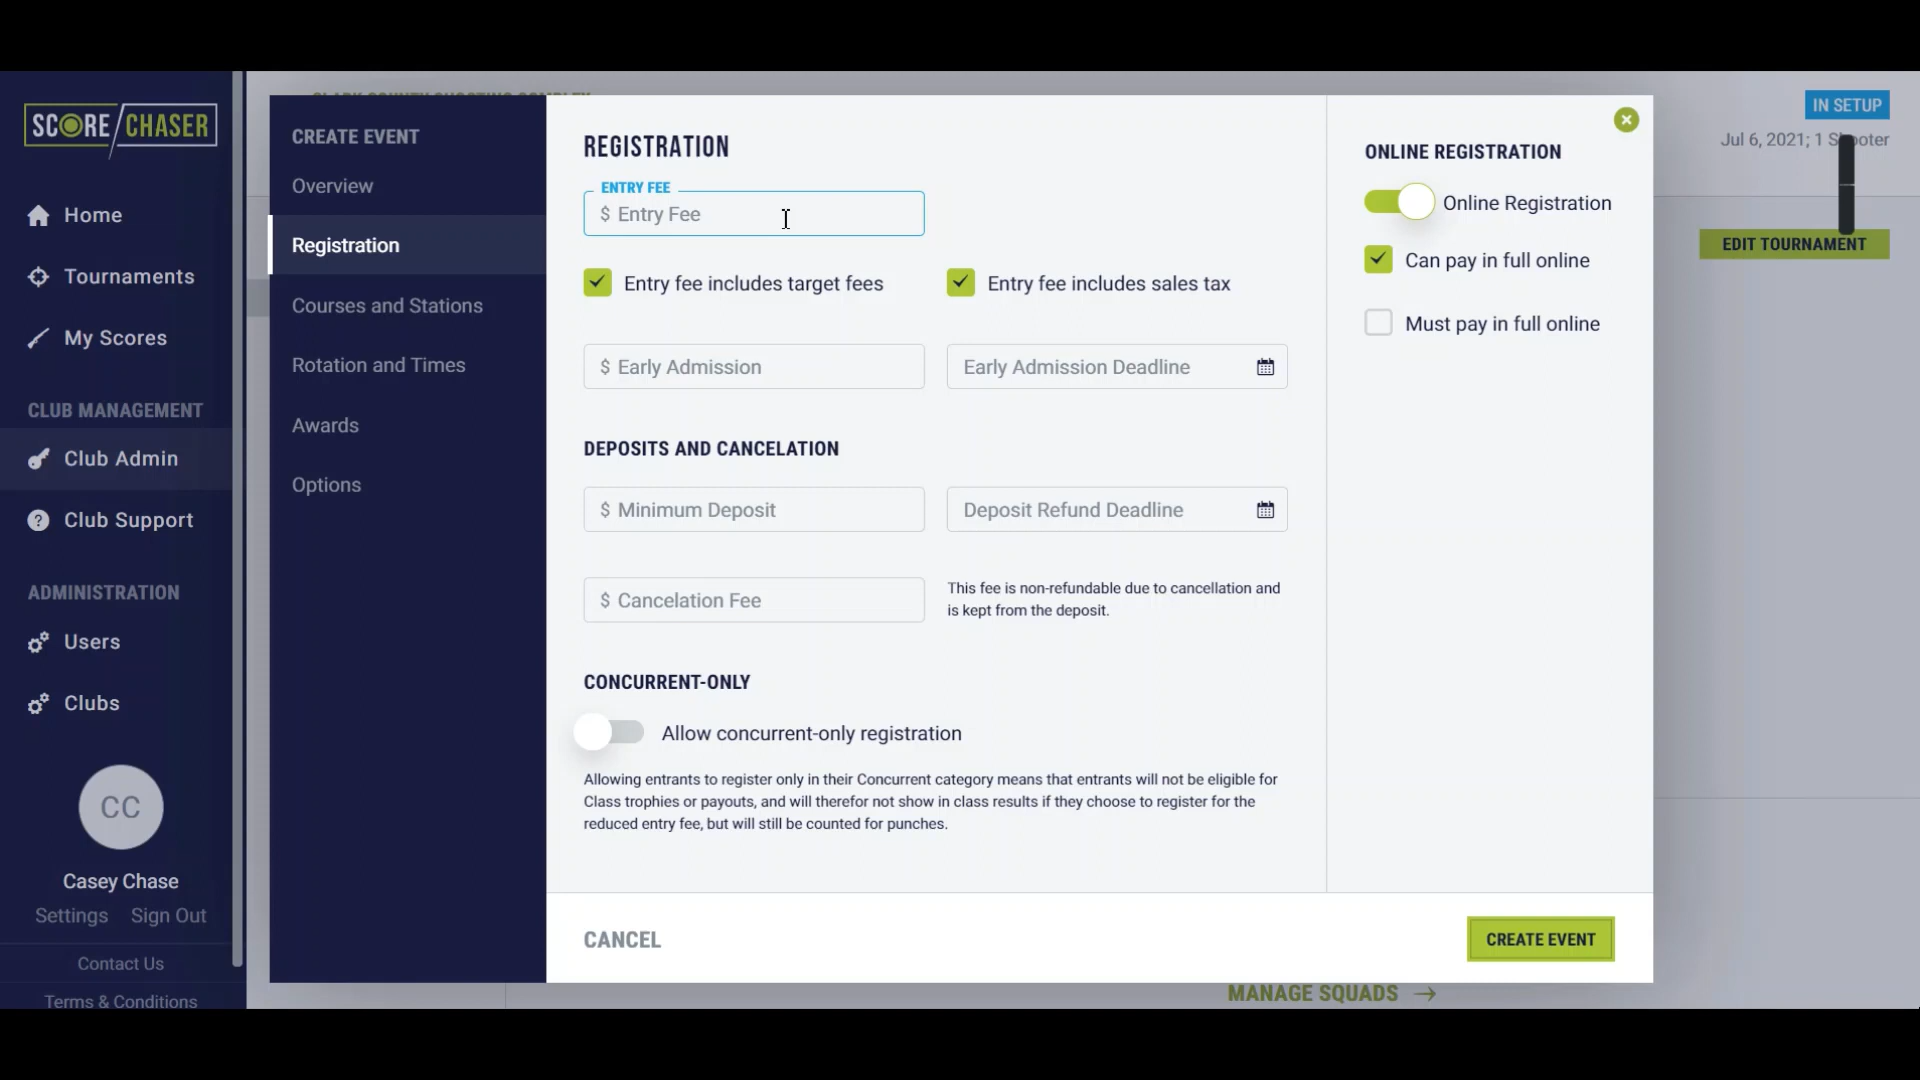 SCORE/CHASER
Home
Tournaments
My Scores
CLUB MANAGEMENT
Club Admin
Club Support
ADMINISTRATION
Users
Clubs
CC
Casey Chase
Settings Sign Out
Contact Us
Terms & Conditions
CREATE EVENT
Overview
Registration
Courses and Stations
Rotation and Times
Awards
Options
REGISTRATION
ENTRY FEE
$ Entry Fee
Entry fee includes target fees
Entry fee includes sales tax
$ Early Admission
Early Admission Deadline
DEPOSITS AND CANCELATION
$ Minimum Deposit
Deposit Refund Deadline
$ Cancelation Fee
This fee is non-refundable due to cancellation and
is kept from the deposit.
CONCURRENT-ONLY
Allow concurrent-only registration
Allowing entrants to register only in their Concurrent category means that entrants will not be eligible for
Class trophies or payouts, and will therefor not show in class results if they choose to register for the
reduced entry fee, but will still be counted for punches.
CANCEL
CREATE EVENT
ONLINE REGISTRATION
Online Registration
Can pay in full online
Must pay in full online
IN SETUP
Jul 6, 2021; 1 Shooter
EDIT TOURNAMENT
MANAGE SQUADS →